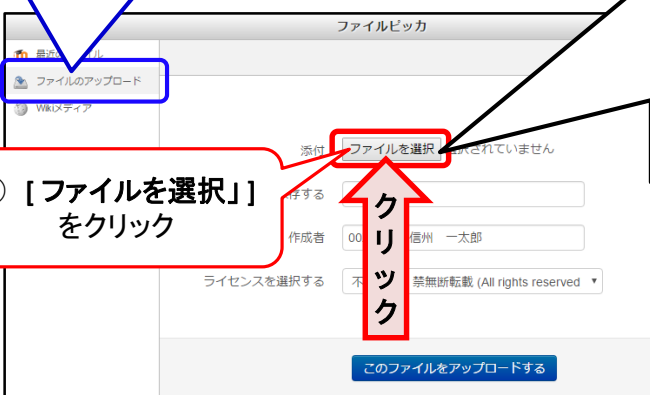 ファイルピッカ
最近
ル
ファイルのアップロード
Wikiメディア
添付 ファイルを選択 択されていません
[ファイルを選択」]
をクリック
存する
作成者 00 信州 一太郎
ライセンスを選択する 不 禁無断転載 (All rights reserved
クリック
このファイルをアップロードする